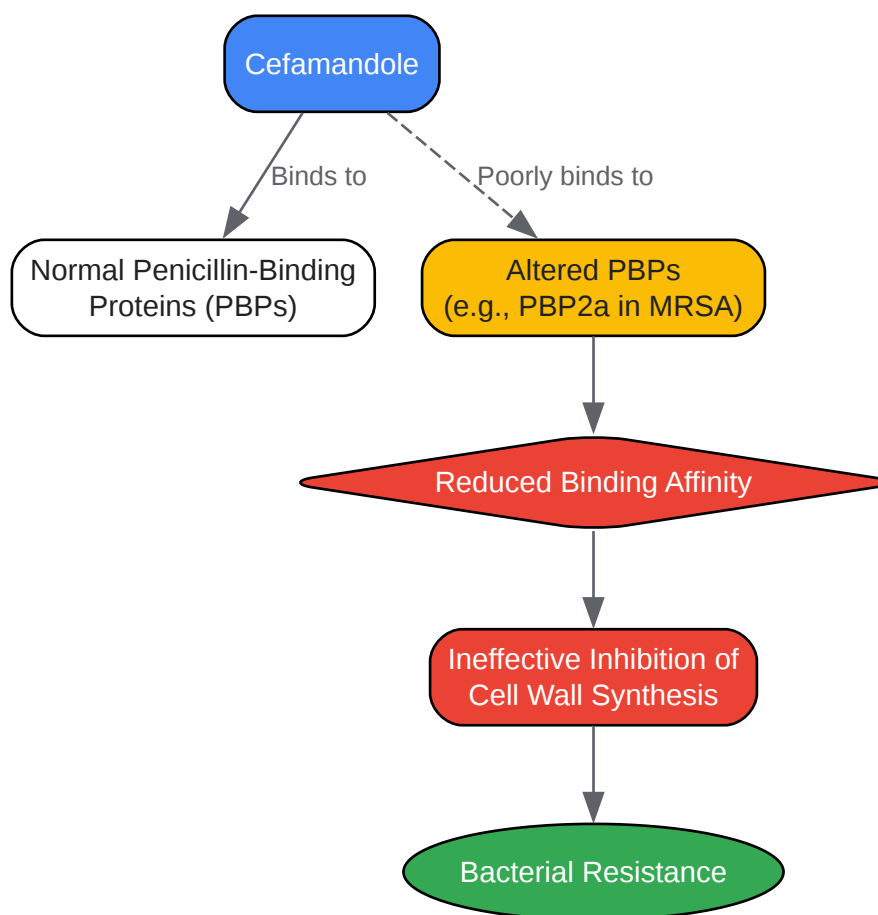 Cefamandole
Binds to
Poorly binds to
Normal Penicillin-Binding
Proteins (PBPs)
Altered PBPs
(e.g., PBP2a in MRSA)
Reduced Binding Affinity
Ineffective Inhibition of
Cell Wall Synthesis
Bacterial Resistance